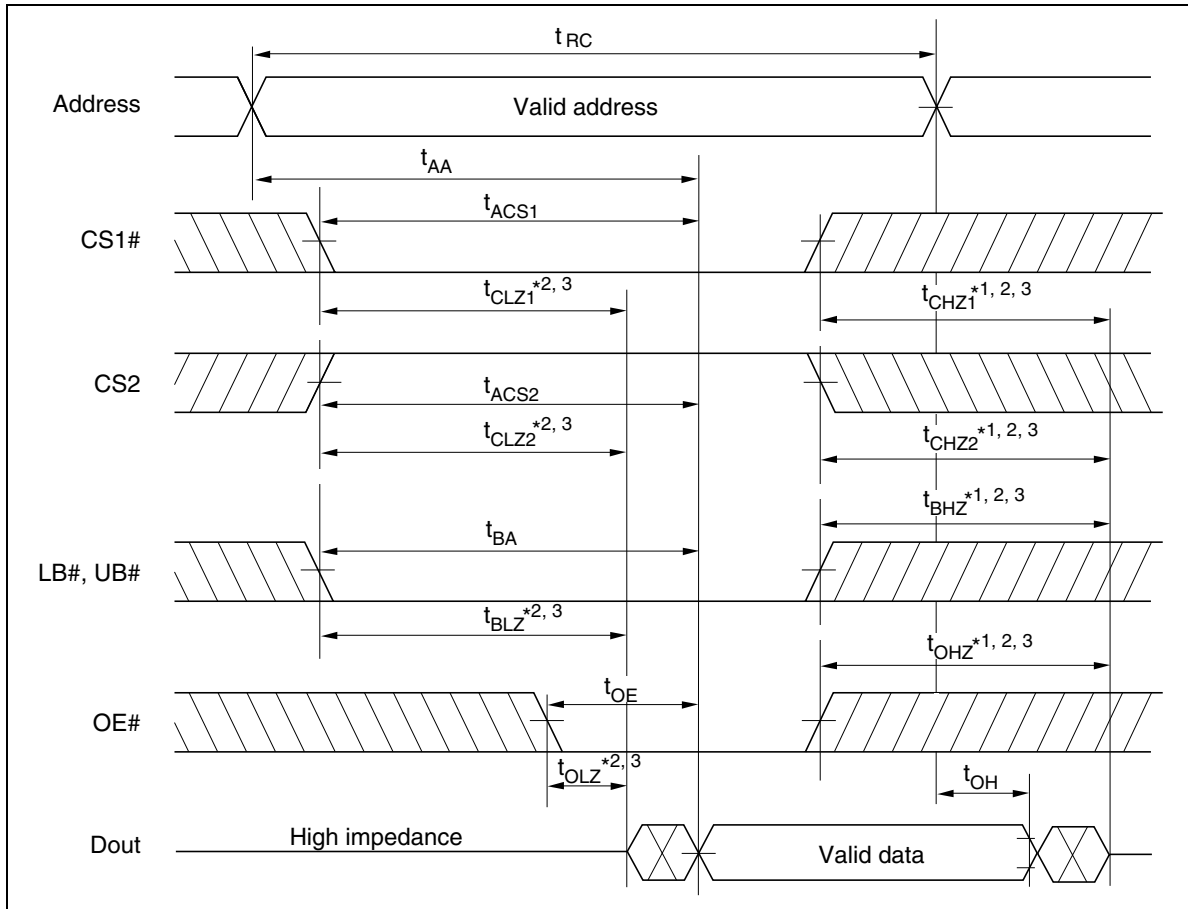 tRC
Address
Valid address
tAA
tACS1
CS1#
tCLZ1*2, 3
tCHZ1*1, 2, 3
CS2
tACS2
tCLZ2*2, 3
tCHZ2*1, 2, 3
tBHZ*1, 2, 3
tBA
LB#, UB#
tBLZ*2, 3
tOHZ*1, 2, 3
tOE
OE#
tOLZ*2, 3
tOH
High impedance
Dout
Valid data